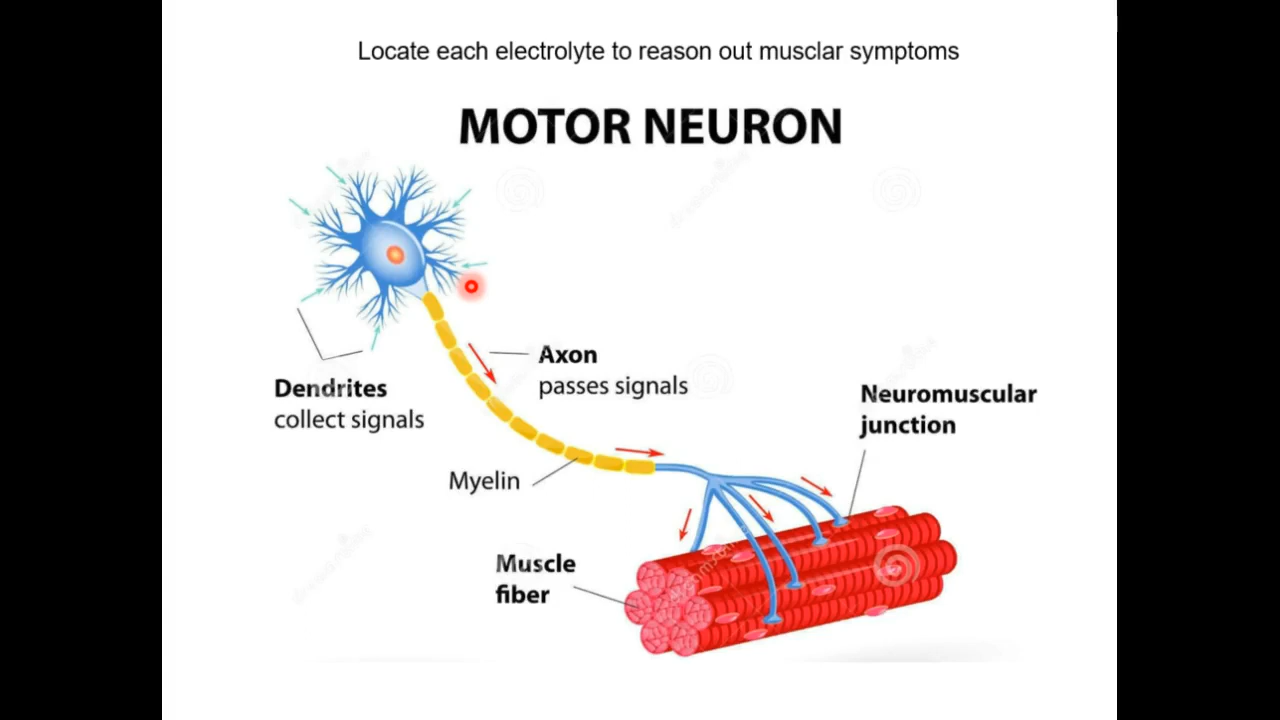 Locate each electrolyte to reason out musclar symptoms
MOTOR NEURON
Axon
passes signals
Dendrites
collect signals
Neuromuscular
junction
Myelin
Muscle
fiber